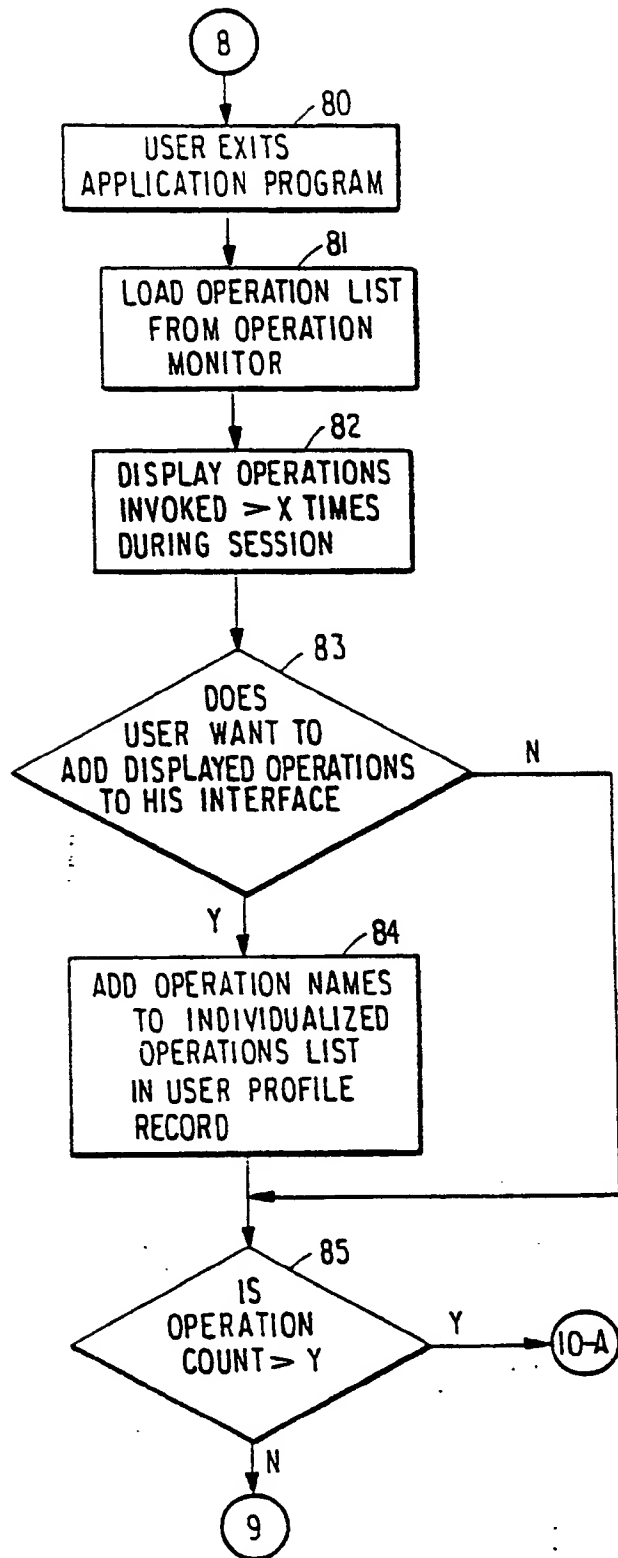 8
80
USER EXITS
APPLICATION PROGRAM
81
LOAD OPERATION LIST
FROM OPERATION
MONITOR
82
DISPLAY OPERATIONS
INVOKED > X TIMES
DURING SESSION
83
DOES
USER WANT TO
ADD DISPLAYED OPERATIONS
TO HIS INTERFACE
N
Y
84
ADD OPERATION NAMES
TO INDIVIDUALIZED
OPERATIONS LIST
IN USER PROFILE
RECORD
85
IS
OPERATION
COUNT > Y
Y
10-A
N
9